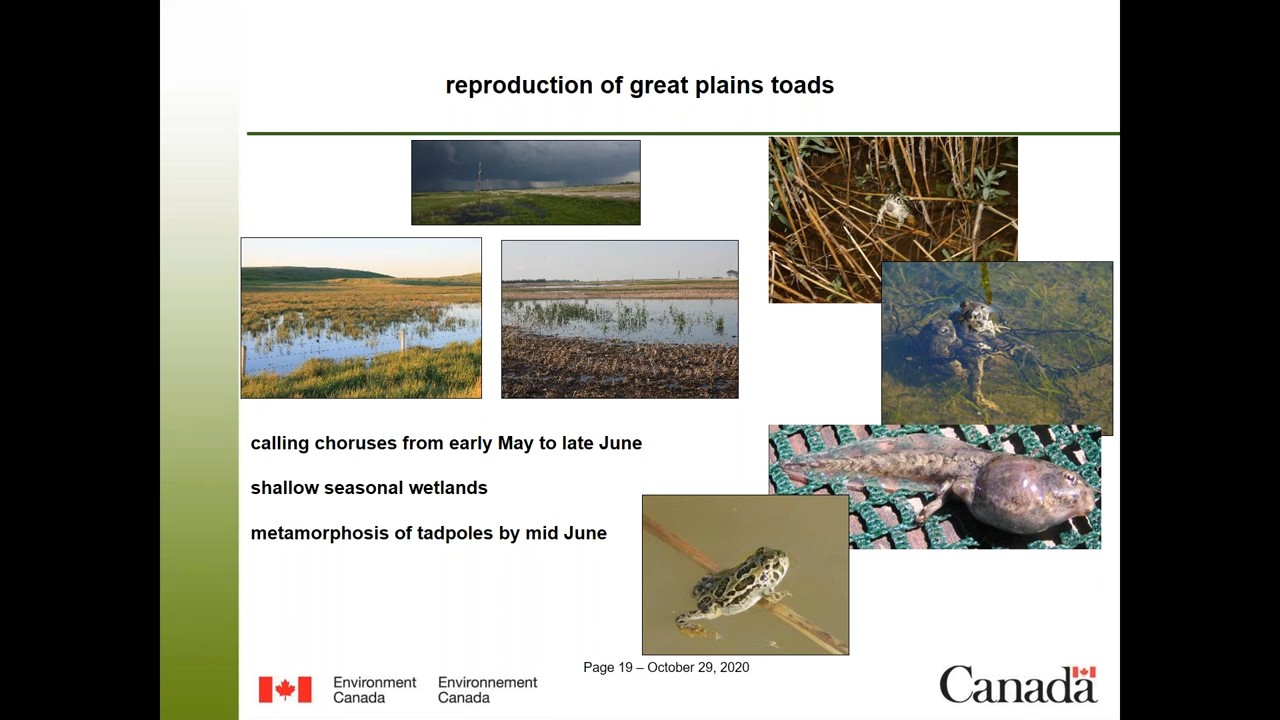 reproduction of great plains toads
calling choruses from early May to late June
shallow seasonal wetlands
metamorphosis of tadpoles by mid June
Page 19 – October 29, 2020
Environment
Canada
Environnement
Canada
Canada